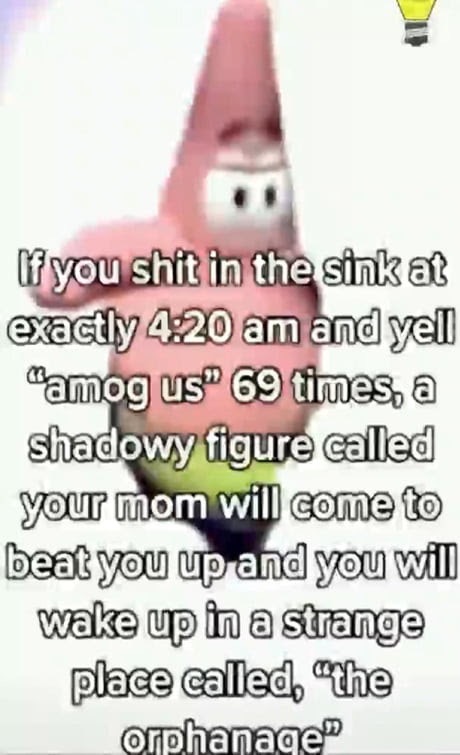 If you shit in the sink at
exactly 4:20 am and yell
“amog us” 69 times, a
shadowy figure called
your mom will come to
beat you up and you will
wake up in a strange
place called, “the
orphanage”